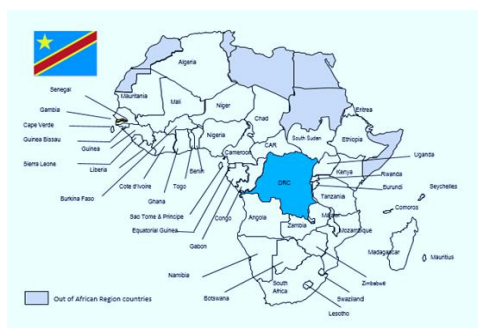 Algeria
Senegal
Mauritania
Mali
Niger
Chad
Eritrea
Gambia
Cape Verde
Guinea Bissau
Guinea
Sierra Leone
Liberia
Burkina Faso
Cote d'Ivoire
Ghana
Togo
Benin
Nigeria
Cameroon
CAR
South Sudan
Ethiopia
Uganda
Kenya
Rwanda
Burundi
DRC
Tanzania
Seychelles
Comoros
Sao Tome & Principe
Equatorial Guinea
Gabon
Congo
Angola
Zambia
Malawi
Mozambique
Madagascar
Mauritius
Namibia
Botswana
South
Africa
Zimbabwe
Swaziland
Lesotho
Out of African Region countries